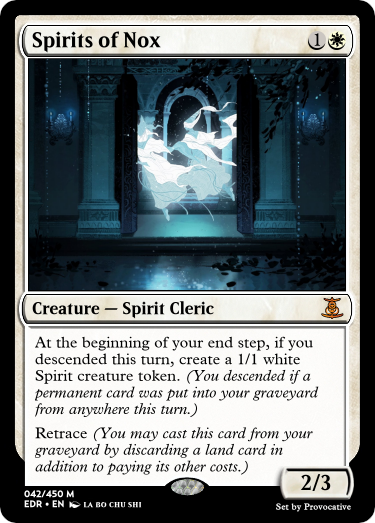 Spirits of Nox 1
Creature — Spirit Cleric
At the beginning of your end step, if you
descended this turn, create a 1/1 white
Spirit creature token. (You descended if a
permanent card was put into your graveyard
from anywhere this turn.)
Retrace (You may cast this card from your
graveyard by discarding a land card in
addition to paying its other costs.)
2/3
042/450 M
EDR • EN LA BO CHU SHI
Set by Provocative